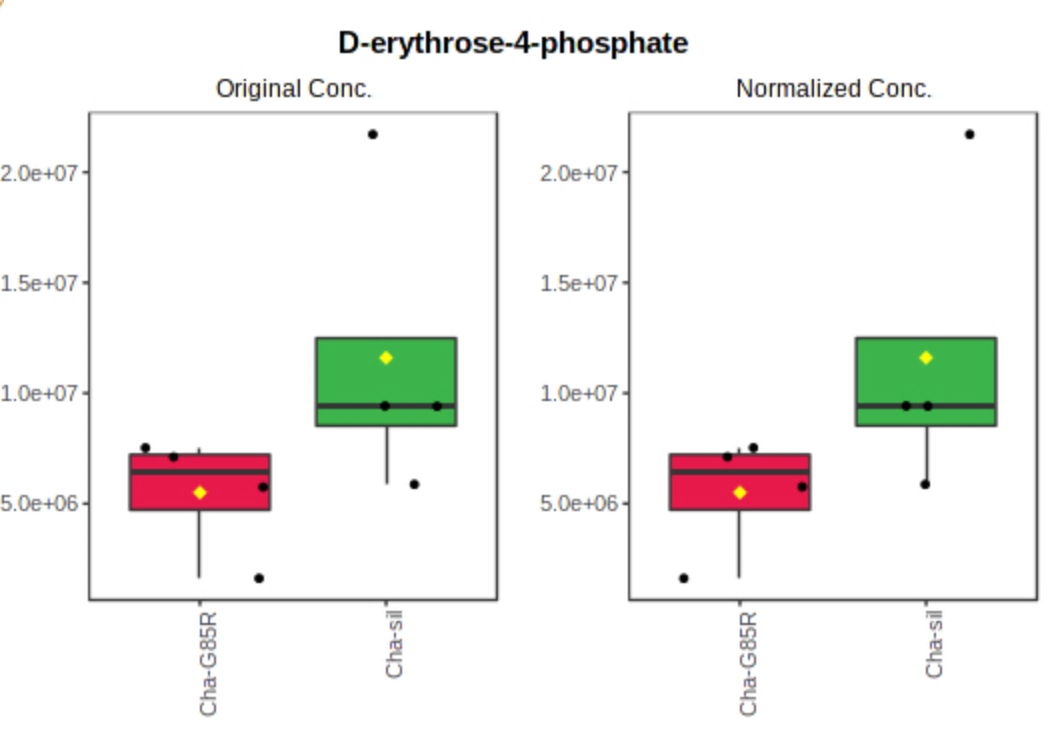 D-erythrose-4-phosphate
Original Conc.
Normalized Conc.
2.0e+07
1.5e+07
1.0e+07
5.0e+06
2.0e+07
1.5e+07
1.0e+07
5.0e+06
Cha-G85R
Cha-sil
Cha-G85R
Cha-sil